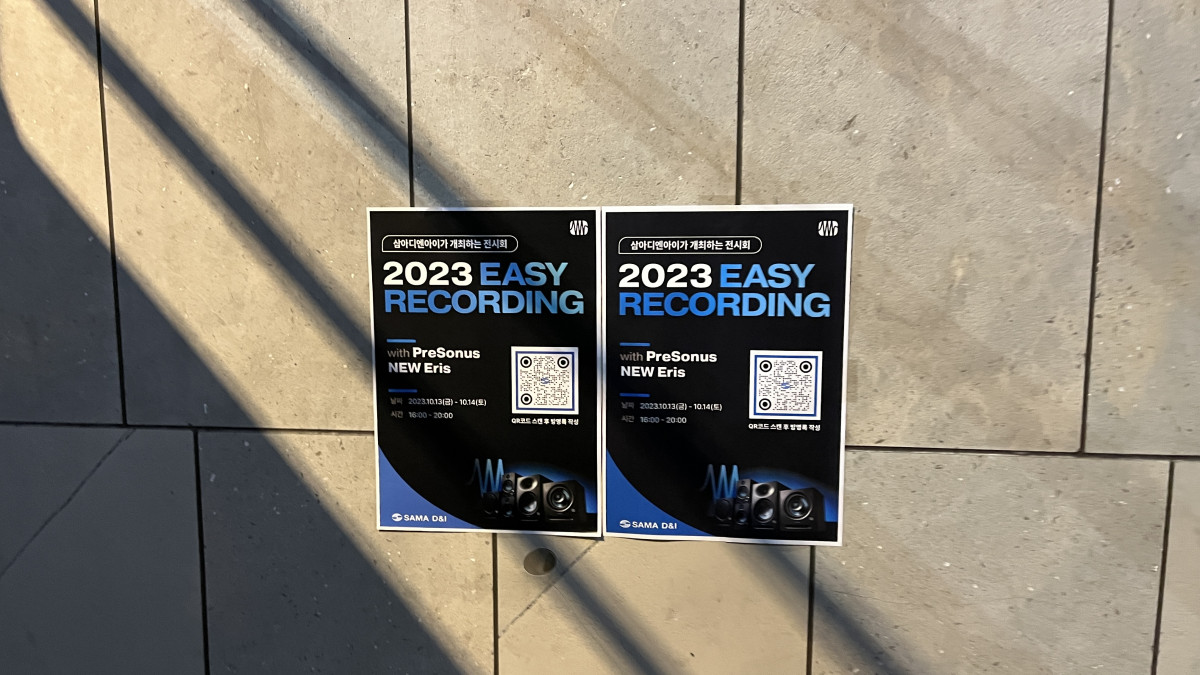 삼아디엔아이가 개최하는 전시회
2023 EASY
RECORDING
with PreSonus
NEW Eris
날짜 2023.10.13(금) - 10.14(토)
시간 16:00 - 20:00
QR코드 스캔 후 방명록 작성
SAMA D&I
삼아디엔아이가 개최하는 전시회
2023 EASY
RECORDING
with PreSonus
NEW Eris
날짜 2023.10.13(금) - 10.14(토)
시간 16:00 - 20:00
QR코드 스캔 후 방명록 작성
SAMA D&I